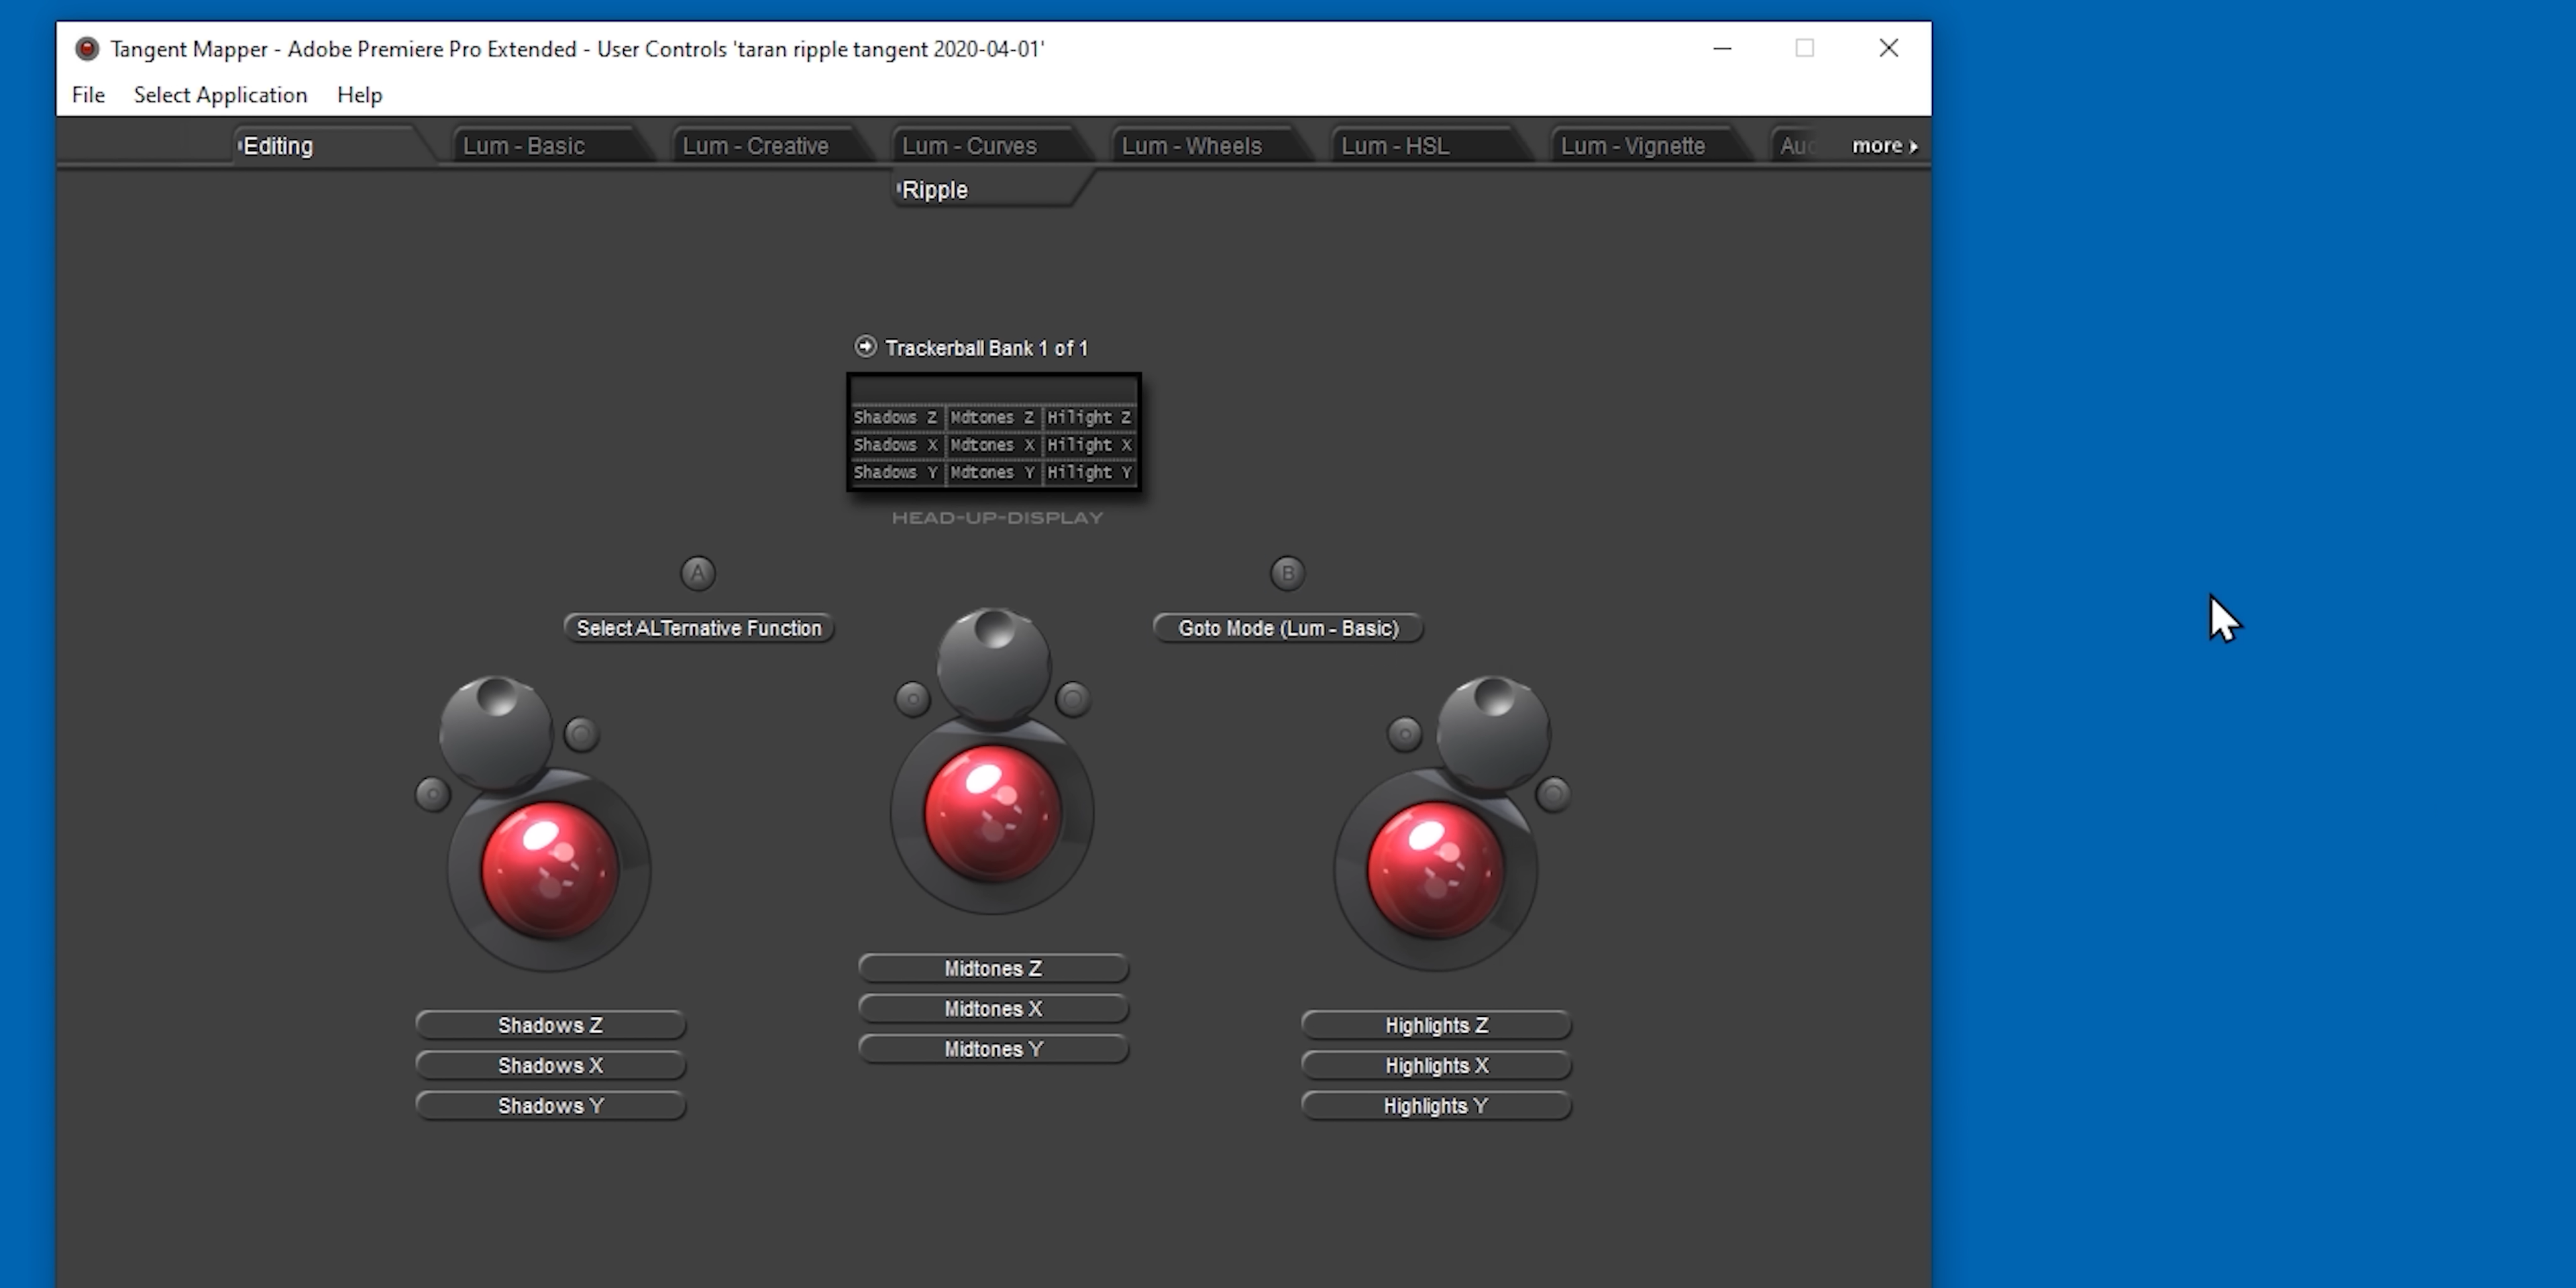 Tangent Mapper - Adobe Premiere Pro Extended - User Controls 'taran ripple tangent 2020-04-01'
File Select Application Help
Editing Lum - Basic Lum - Creative Lum - Curves Lum - Wheels Lum - HSL Lum - Vignette more
Ripple
Trackerball Bank 1 of 1
Shadows Z Mdtones Z Hilight Z
Shadows X Mdtones X Hilight X
Shadows Y Mdtones Y Hilight Y
HEAD-UP-DISPLAY
A B
Select ALTernative Function Goto Mode (Lum - Basic)
Midtones Z
Midtones X
Midtones Y
Shadows Z Highlights Z
Shadows X Highlights X
Shadows Y Highlights Y